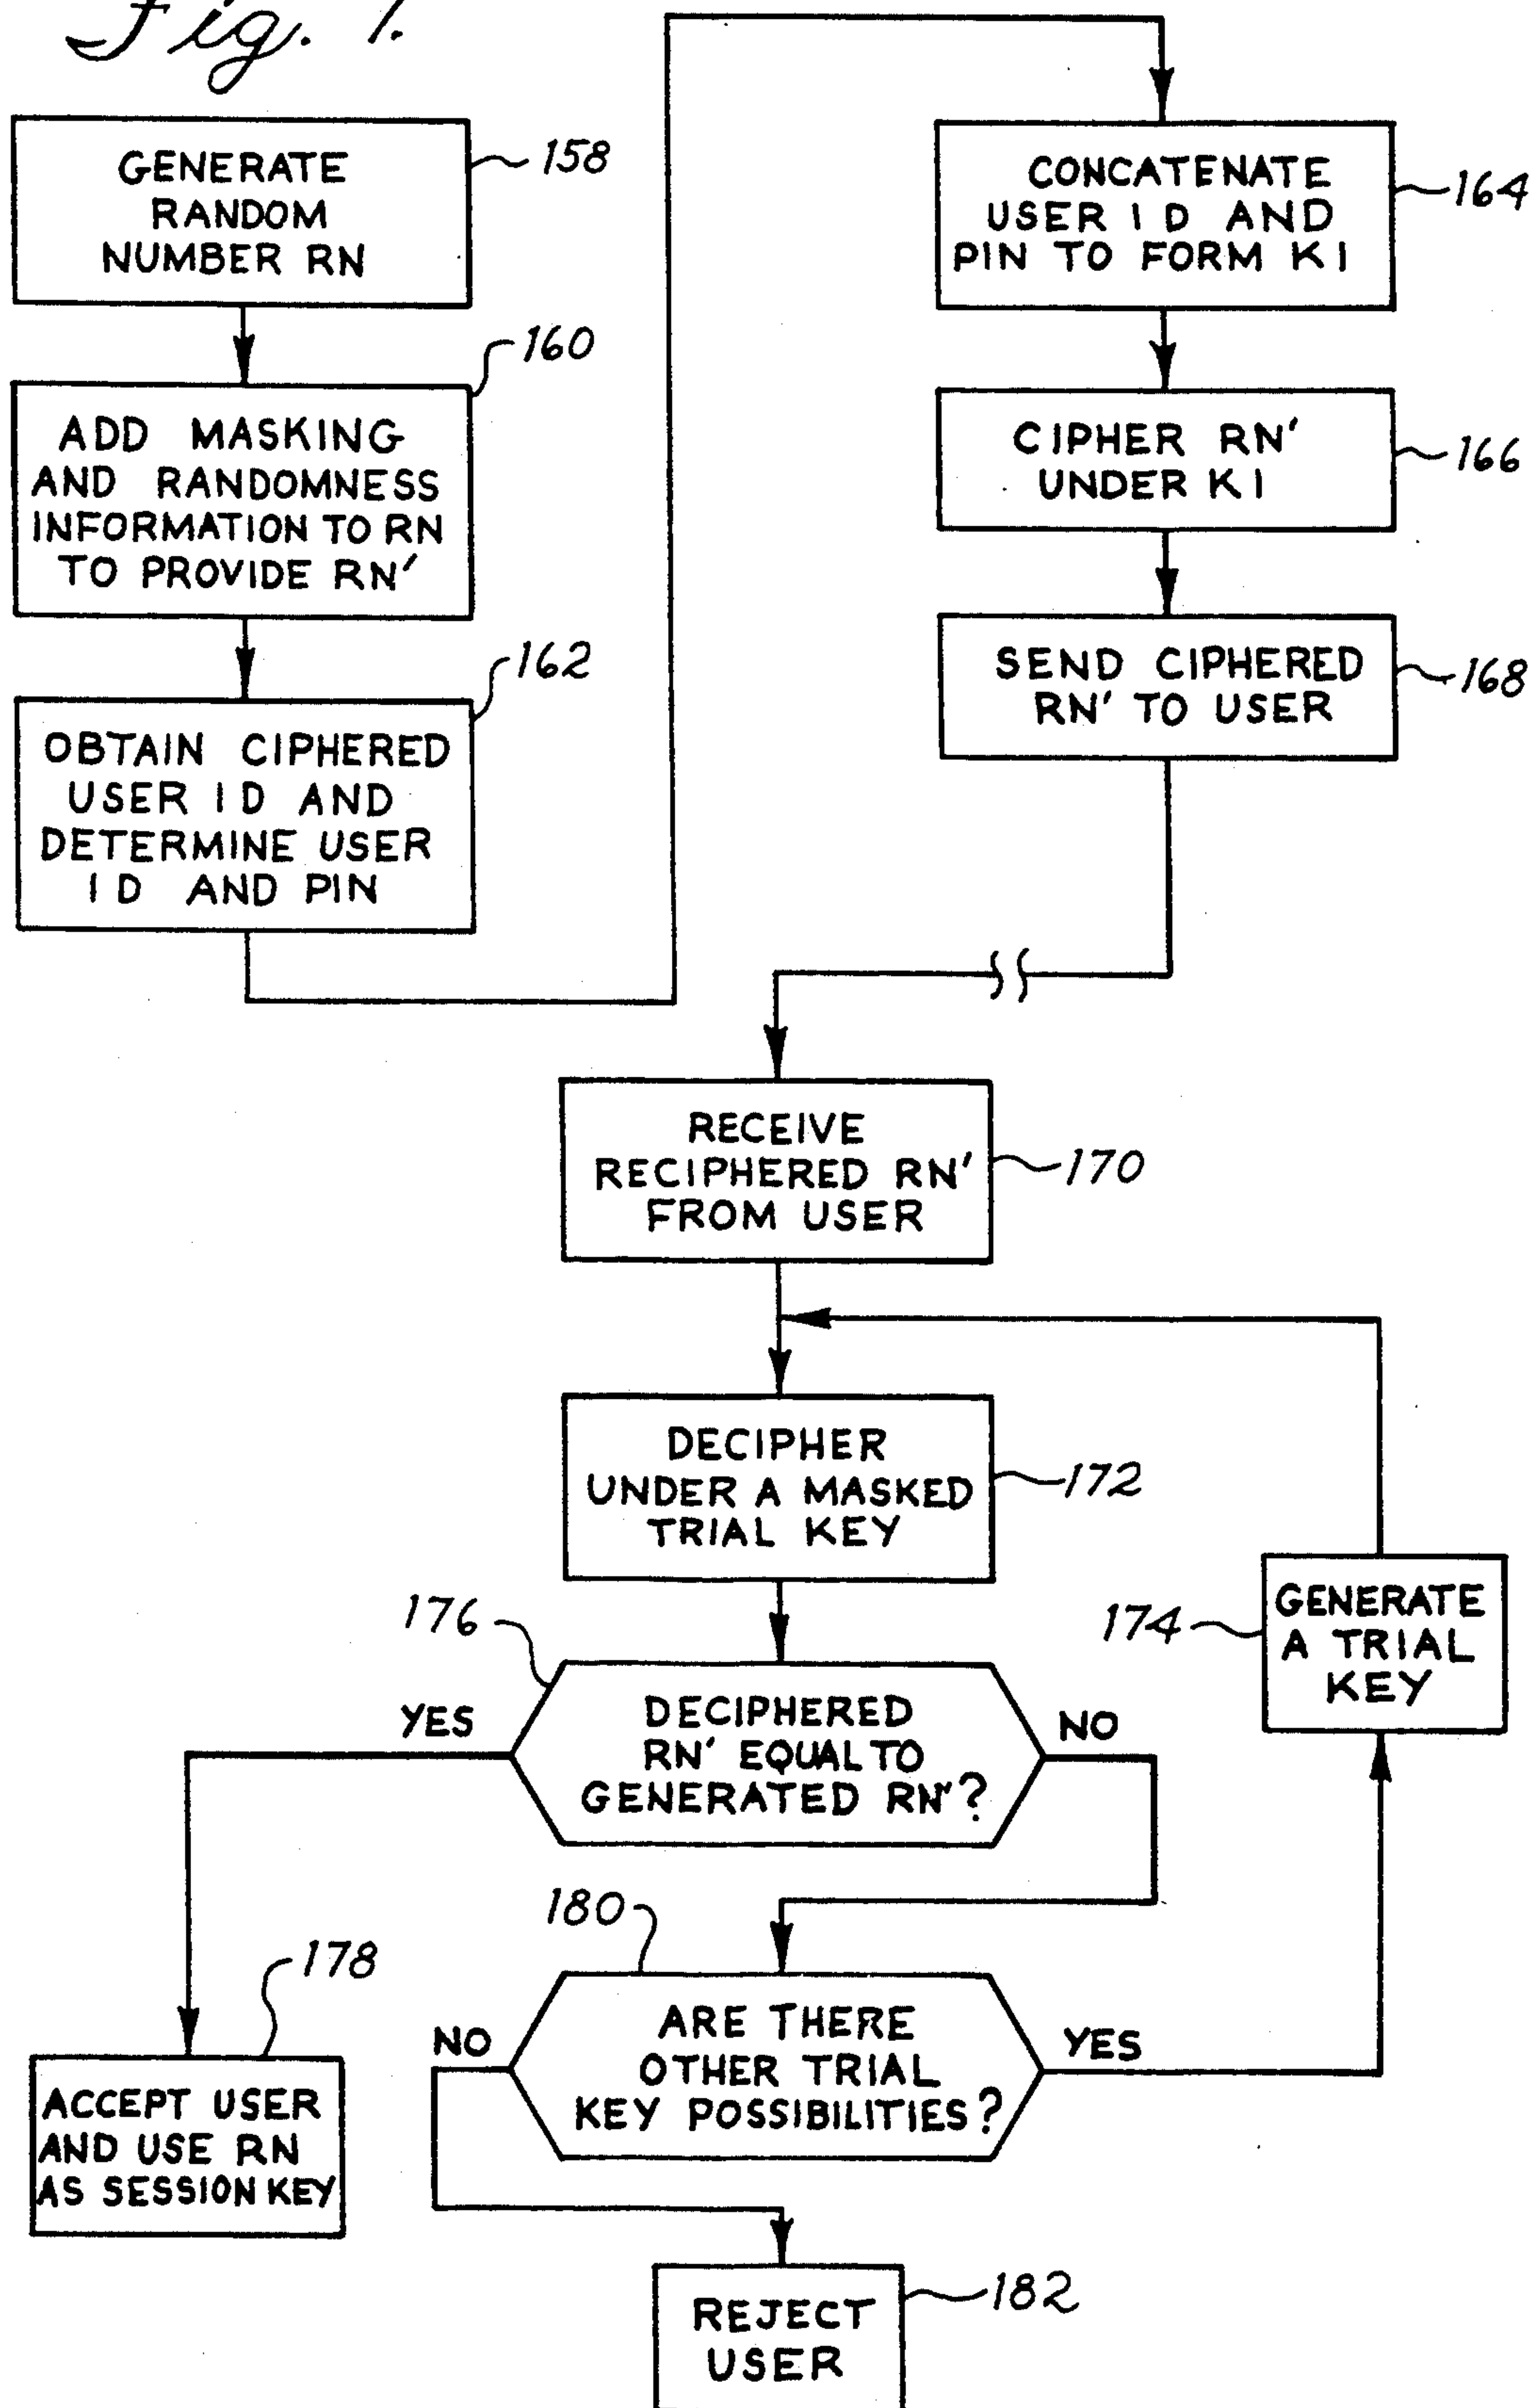 Fig. 7.
GENERATE
RANDOM
NUMBER RN
158
ADD MASKING
AND RANDOMNESS
INFORMATION TO RN
TO PROVIDE RN'
160
OBTAIN CIPHERED
USER ID AND
DETERMINE USER
ID AND PIN
162
CONCATENATE
USER ID AND
PIN TO FORM K1
164
CIPHER RN'
UNDER K1
166
SEND CIPHERED
RN' TO USER
168
RECEIVE
RECIPHERED RN'
FROM USER
170
DECIPHER
UNDER A MASKED
TRIAL KEY
172
GENERATE
A TRIAL
KEY
174
176
DECIPHERED
RN' EQUAL TO
GENERATED RN'?
YES
NO
178
ACCEPT USER
AND USE RN
AS SESSION KEY
180
ARE THERE
OTHER TRIAL
KEY POSSIBILITIES?
NO
YES
REJECT
USER
182